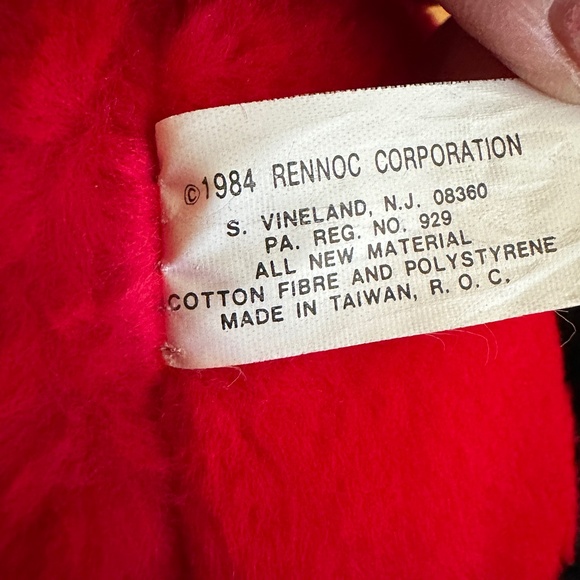 ©1984 RENNOC CORPORATION
S. VINELAND, N.J. 08360
PA. REG. NO. 929
ALL NEW MATERIAL
COTTON FIBRE AND POLYSTYRENE
MADE IN TAIWAN, R. O. C.